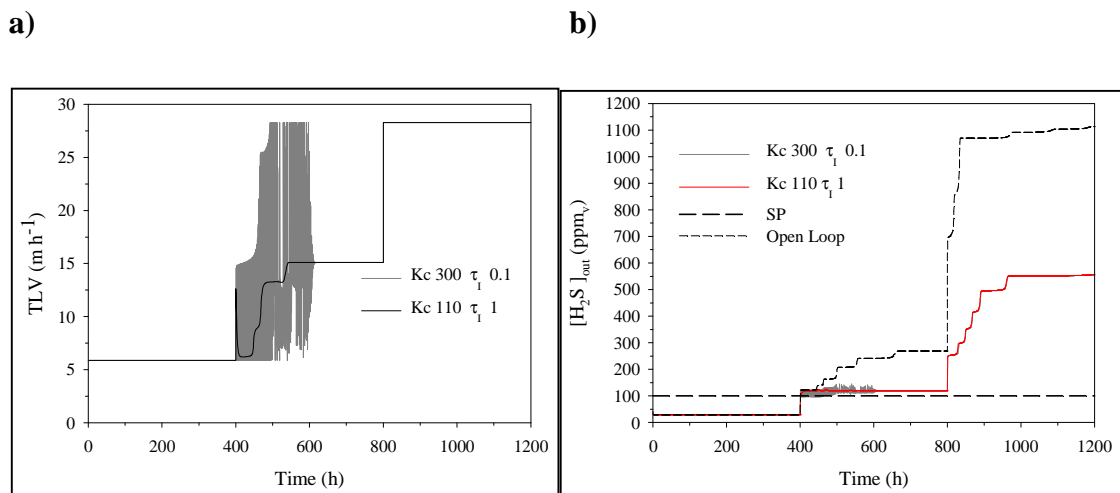 a)
30
25
20
15
10
5
0
TLV (m h⁻¹)
Kc 300 τI 0.1
Kc 110 τI 1
0 200 400 600 800 1000 1200
Time (h)
b)
1200
1100
1000
900
800
700
600
500
400
300
200
100
0
[H₂S ]out (ppmv)
Kc 300 τI 0.1
Kc 110 τI 1
SP
Open Loop
0 200 400 600 800 1000 1200
Time (h)